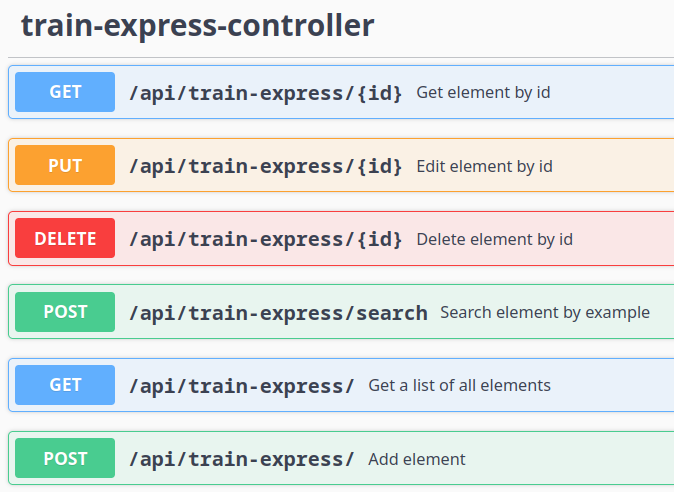 train-express-controller
GET /api/train-express/{id} Get element by id
PUT /api/train-express/{id} Edit element by id
DELETE /api/train-express/{id} Delete element by id
POST /api/train-express/search Search element by example
GET /api/train-express/ Get a list of all elements
POST /api/train-express/ Add element